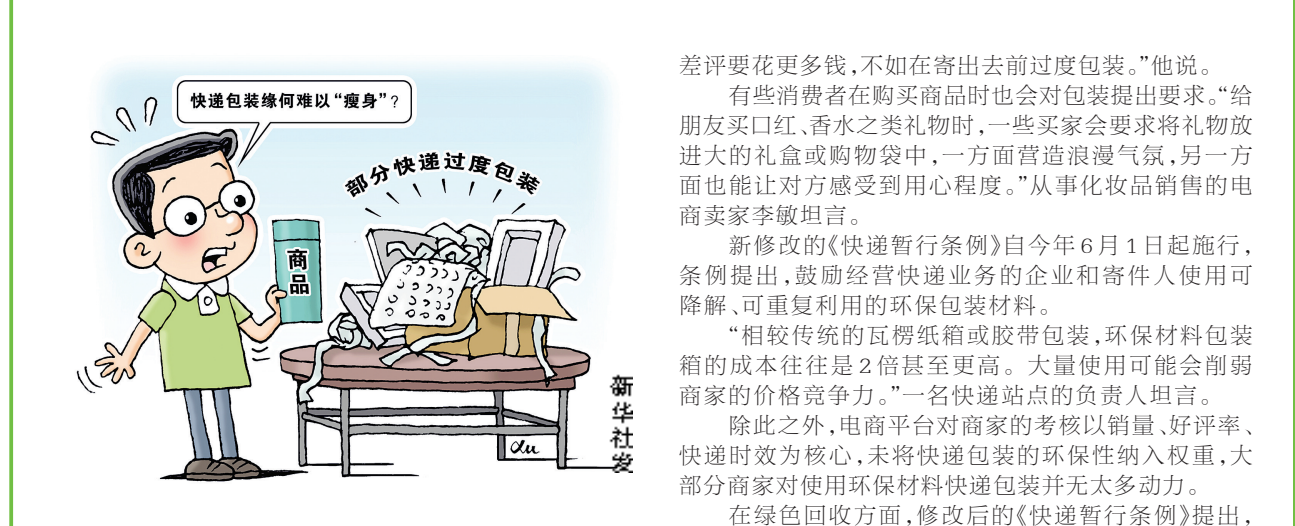 快递包装缘何难以“瘦身”?
部分快递过度包装
商品
新华社发
du
差评要花更多钱,不如在寄出去前过度包装。”他说。
有些消费者在购买商品时也会对包装提出要求。“给
朋友买口红、香水之类礼物时,一些买家会要求将礼物放
进大的礼盒或购物袋中,一方面营造浪漫气氛,另一方
面也能让对方感受到用心程度。”从事化妆品销售的电
商卖家李敏坦言。
新修改的《快递暂行条例》自今年6月1日起施行,
条例提出,鼓励经营快递业务的企业和寄件人使用可
降解、可重复利用的环保包装材料。
“相较传统的瓦楞纸箱或胶带包装,环保材料包装
箱的成本往往是2倍甚至更高。大量使用可能会削弱
商家的价格竞争力。”一名快递站点的负责人坦言。
除此之外,电商平台对商家的考核以销量、好评率、
快递时效为核心,未将快递包装的环保性纳入权重,大
部分商家对使用环保材料快递包装并无太多动力。
在绿色回收方面,修改后的《快递暂行条例》提出,